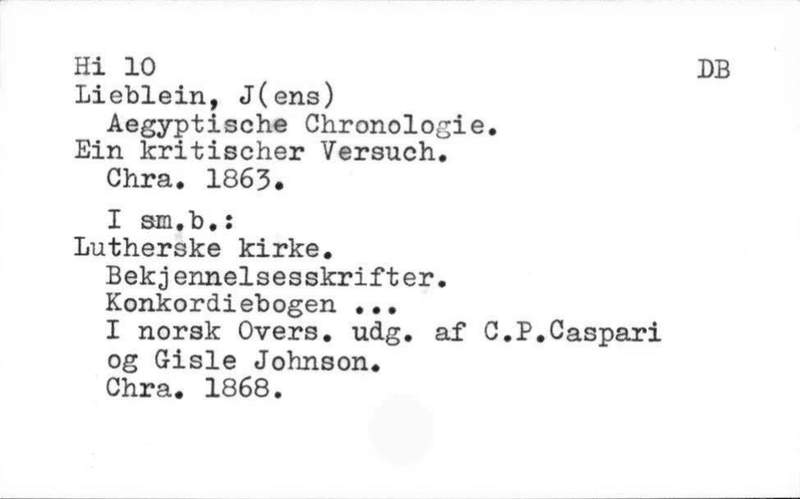 Hi 10 DB
Lieblein, J(ens)
Aegyptische Chronologie.
Ein kritischer Versuch.
Chra. 1863.
I sm.b.:
Lutherske kirke.
Bekjennelsesskrifter.
Konkordiebogen ...
I norsk Overs. udg. af C.P.Caspari
og Gisle Johnson.
Chra. 1868.